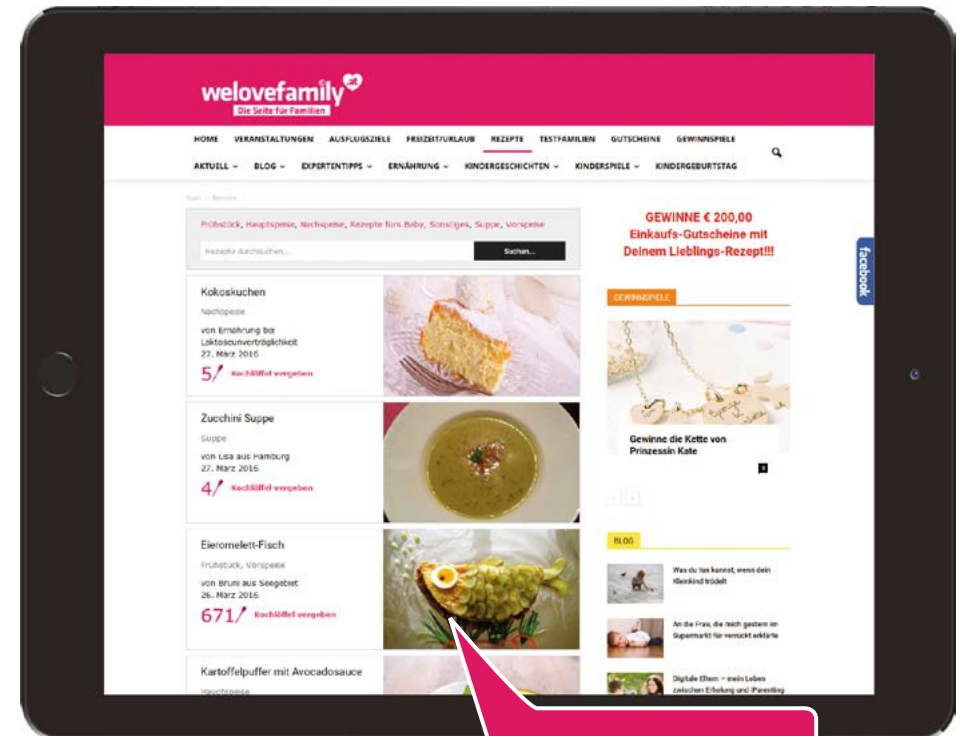 welovefamily.at
Die Seite für Familien
HOME VERANSTALTUNGEN AUSFLUGSZIELE FREIZEIT/URLAUB REZEPTE TESTFAMILIEN GUTSCHEINE GEWINNSPIELE
AKTUELL BLOG EXPERTENTIPPS ERNÄHRUNG KINDERGESCHICHTEN KINDERSPIELE KINDERGEBURTSTAG
Start > Rezepte
Frühstück, Hauptspeise, Nachspeise, Rezepte fürs Baby, Sonstiges, Suppe, Vorspeise
Rezepte durchsuchen... Suchen...
Kokoskuchen
Nachspeise
von Ernährung bei
Laktoseunverträglichkeit
27. März 2016
5/ Kochlöffel vergeben
Zucchini Suppe
Suppe
von Lisa aus Hamburg
27. März 2016
4/ Kochlöffel vergeben
Eieromelett-Fisch
Frühstück, Vorspeise
von Bruni aus Seegebiet
26. März 2016
671/ Kochlöffel vergeben
Kartoffelpuffer mit Avocadosauce
Hauptspeise
GEWINNE € 200,00
Einkaufs-Gutscheine mit
Deinem Lieblings-Rezept!!!
facebook
GEWINNSPIELE
Gewinne die Kette von
Prinzessin Kate
0
BLOG
Was du tun kannst, wenn dein
Kleinkind trödelt
An die Frau, die mich gestern im
Supermarkt für verrückt erklärte
Digitale Eltern – mein Leben
zwischen Erholung und iParenting